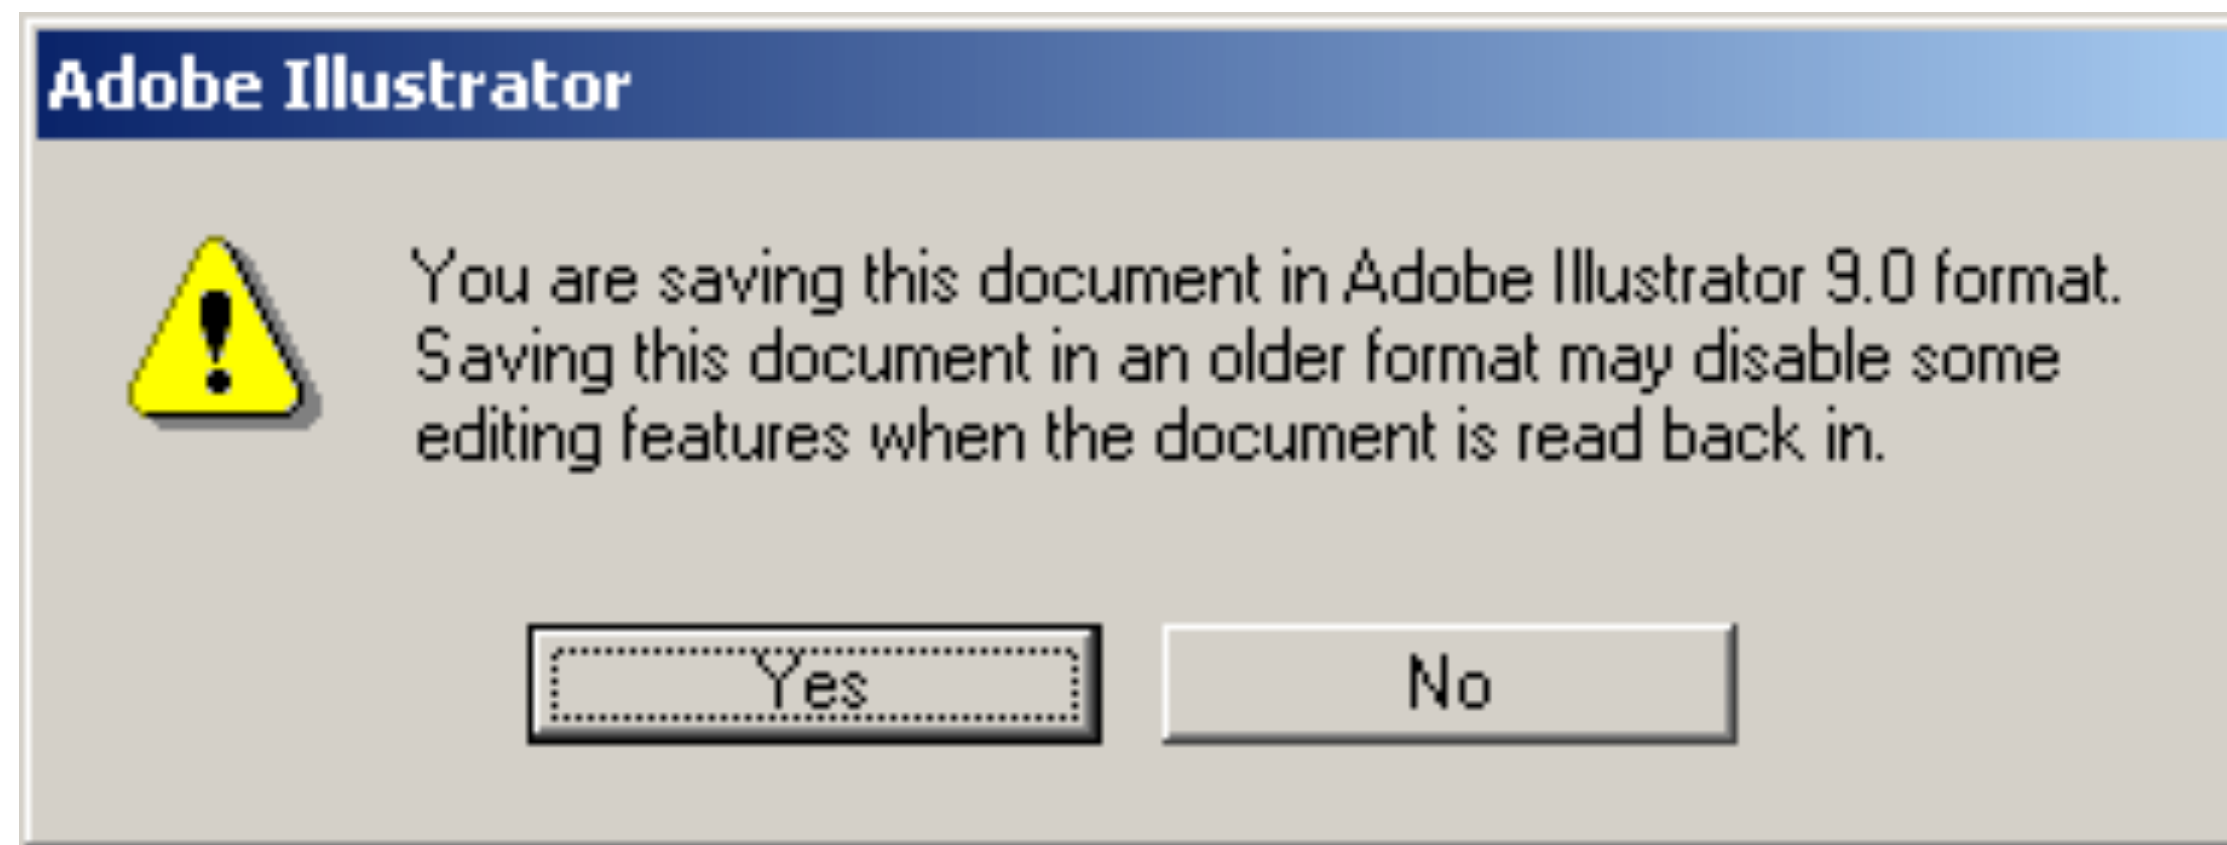 Adobe Illustrator
You are saving this document in Adobe Illustrator 9.0 format.
Saving this document in an older format may disable some
editing features when the document is read back in.
Yes No